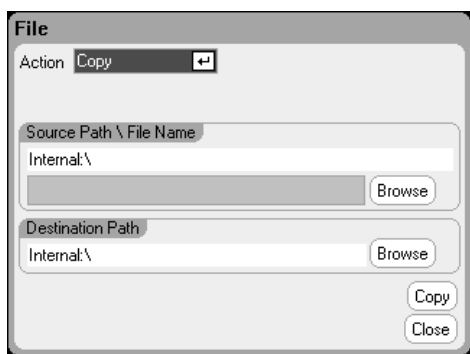 File
Action Copy
Source Path \ File Name
Internal:\
Browse
Destination Path
Internal:\ Browse
Copy
Close